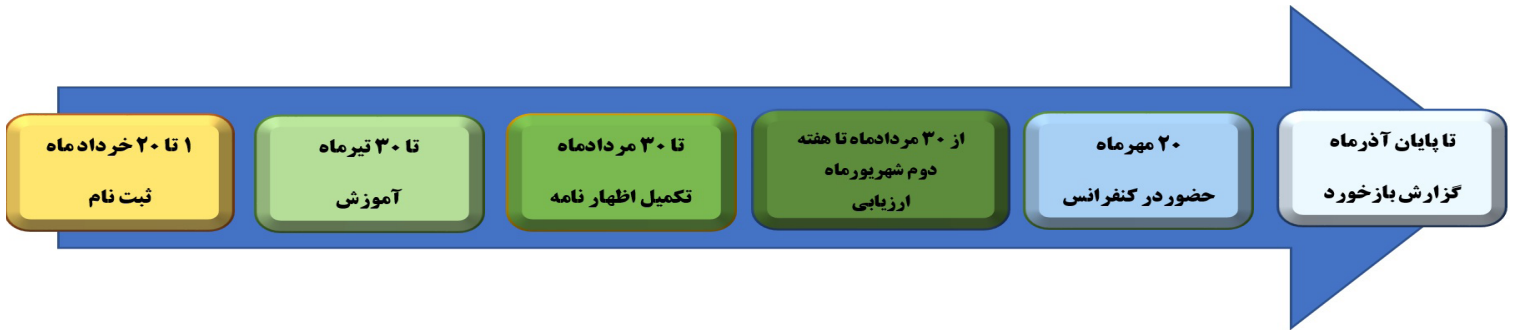 ۱ تا ۲۰ خرداد ماه
ثبت نام
تا ۳۰ تیرماه
آموزش
تا ۳۰ مردادماه
تکمیل اظهار نامه
از ۳۰ مردادماه تا هفته
دوم شهریورماه
ارزیابی
۲۰ مهرماه
حضور در کنفرانس
تا پایان آذرماه
گزارش بازخورد